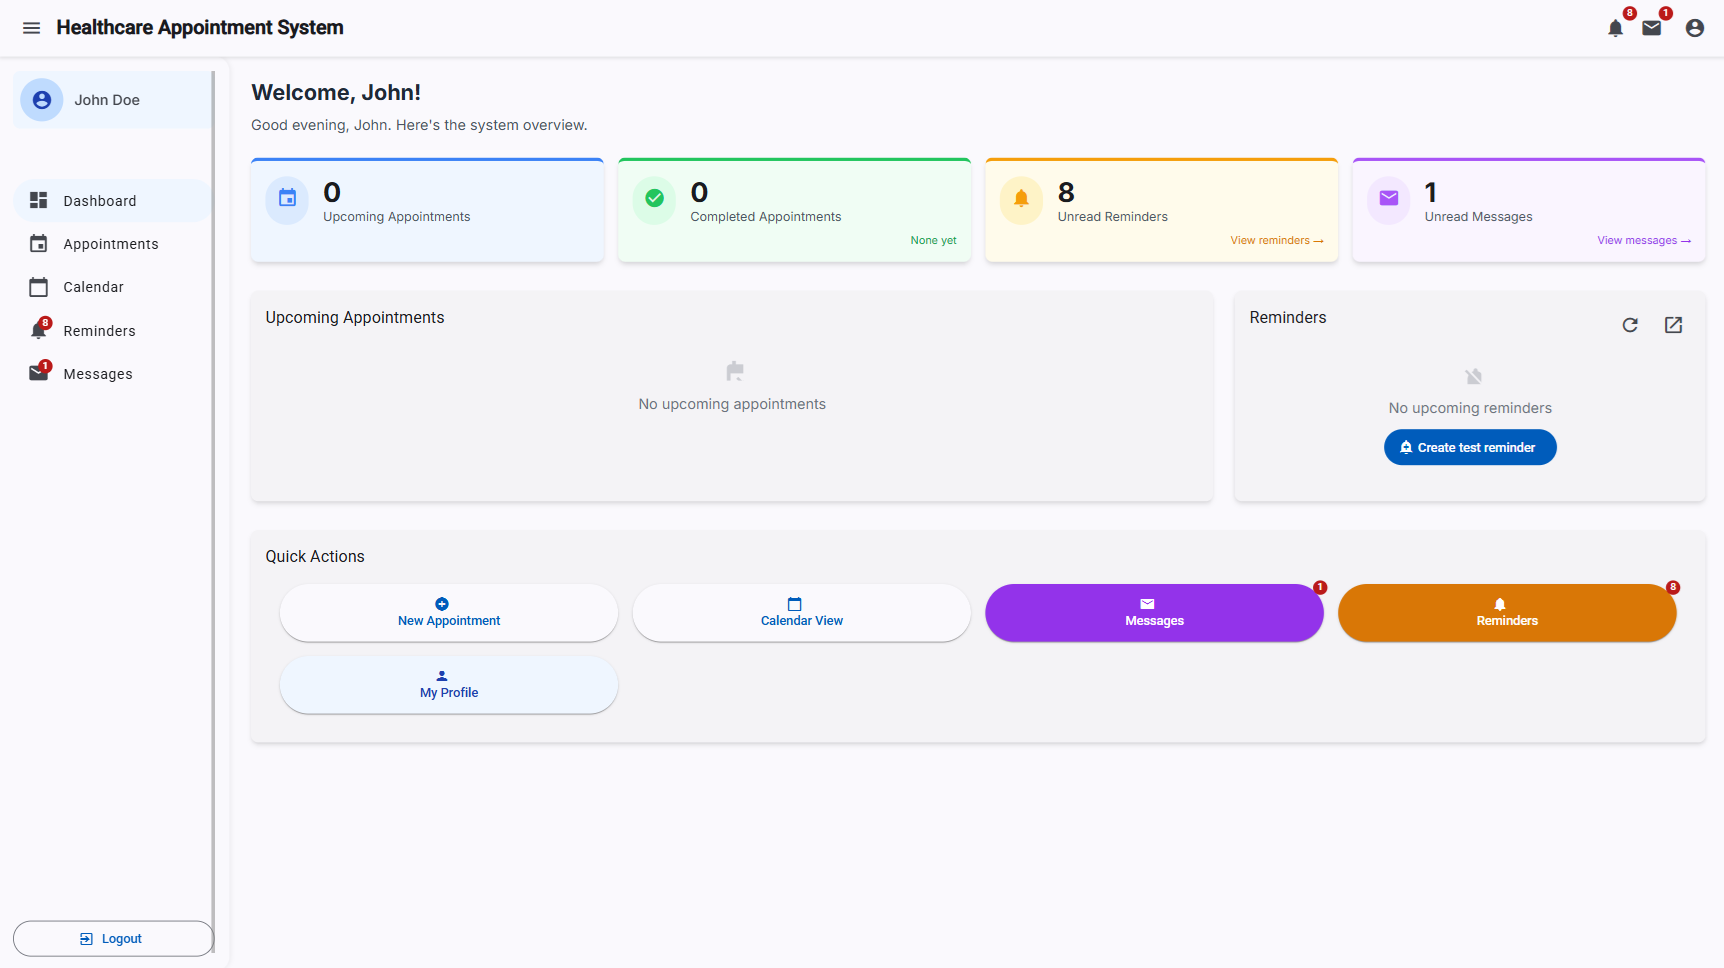 Healthcare Appointment System
8
1
John Doe
Dashboard
Appointments
Calendar
8
Reminders
1
Messages
Logout
Welcome, John!
Good evening, John. Here's the system overview.
0
Upcoming Appointments
0
Completed Appointments
None yet
8
Unread Reminders
View reminders →
1
Unread Messages
View messages →
Upcoming Appointments
No upcoming appointments
Reminders
No upcoming reminders
Create test reminder
Quick Actions
New Appointment
Calendar View
1
Messages
8
Reminders
My Profile